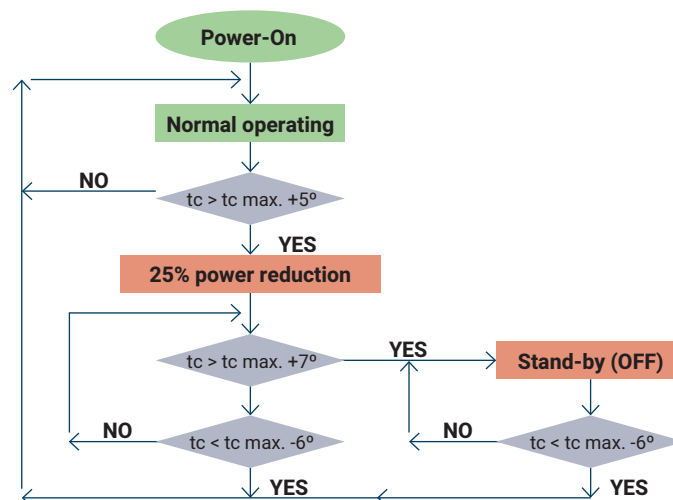 Power-On
Normal operating
NO
tc > tc max. +5º
YES
25% power reduction
tc > tc max. +7º
YES
Stand-by (OFF)
NO
tc < tc max. -6º
NO
tc < tc max. -6º
YES
YES